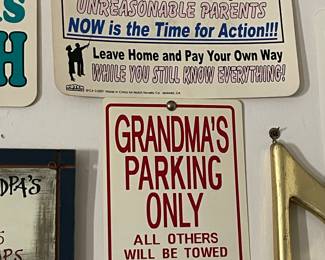 UNREASONABLE PARENTS
NOW is the Time for Action!!!
Leave Home and Pay Your Own Way
WHILE YOU STILL KNOW EVERYTHING!
GRANDMA'S
PARKING
ONLY
ALL OTHERS
WILL BE TOWED
DPA'S